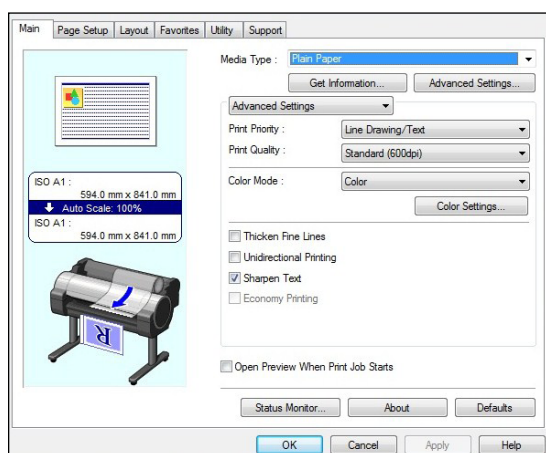 Main Page Setup Layout Favorites Utility Support
Media Type : Plain Paper
Get Information... Advanced Settings...
Advanced Settings
Print Priority : Line Drawing/Text
Print Quality : Standard (600dpi)
Color Mode : Color
Color Settings...
ISO A1 :
594.0 mm x 841.0 mm
Auto Scale: 100%
ISO A1 :
594.0 mm x 841.0 mm
R
Thicken Fine Lines
Unidirectional Printing
Sharpen Text
Economy Printing
Open Preview When Print Job Starts
Status Monitor... About Defaults
OK Cancel Apply Help